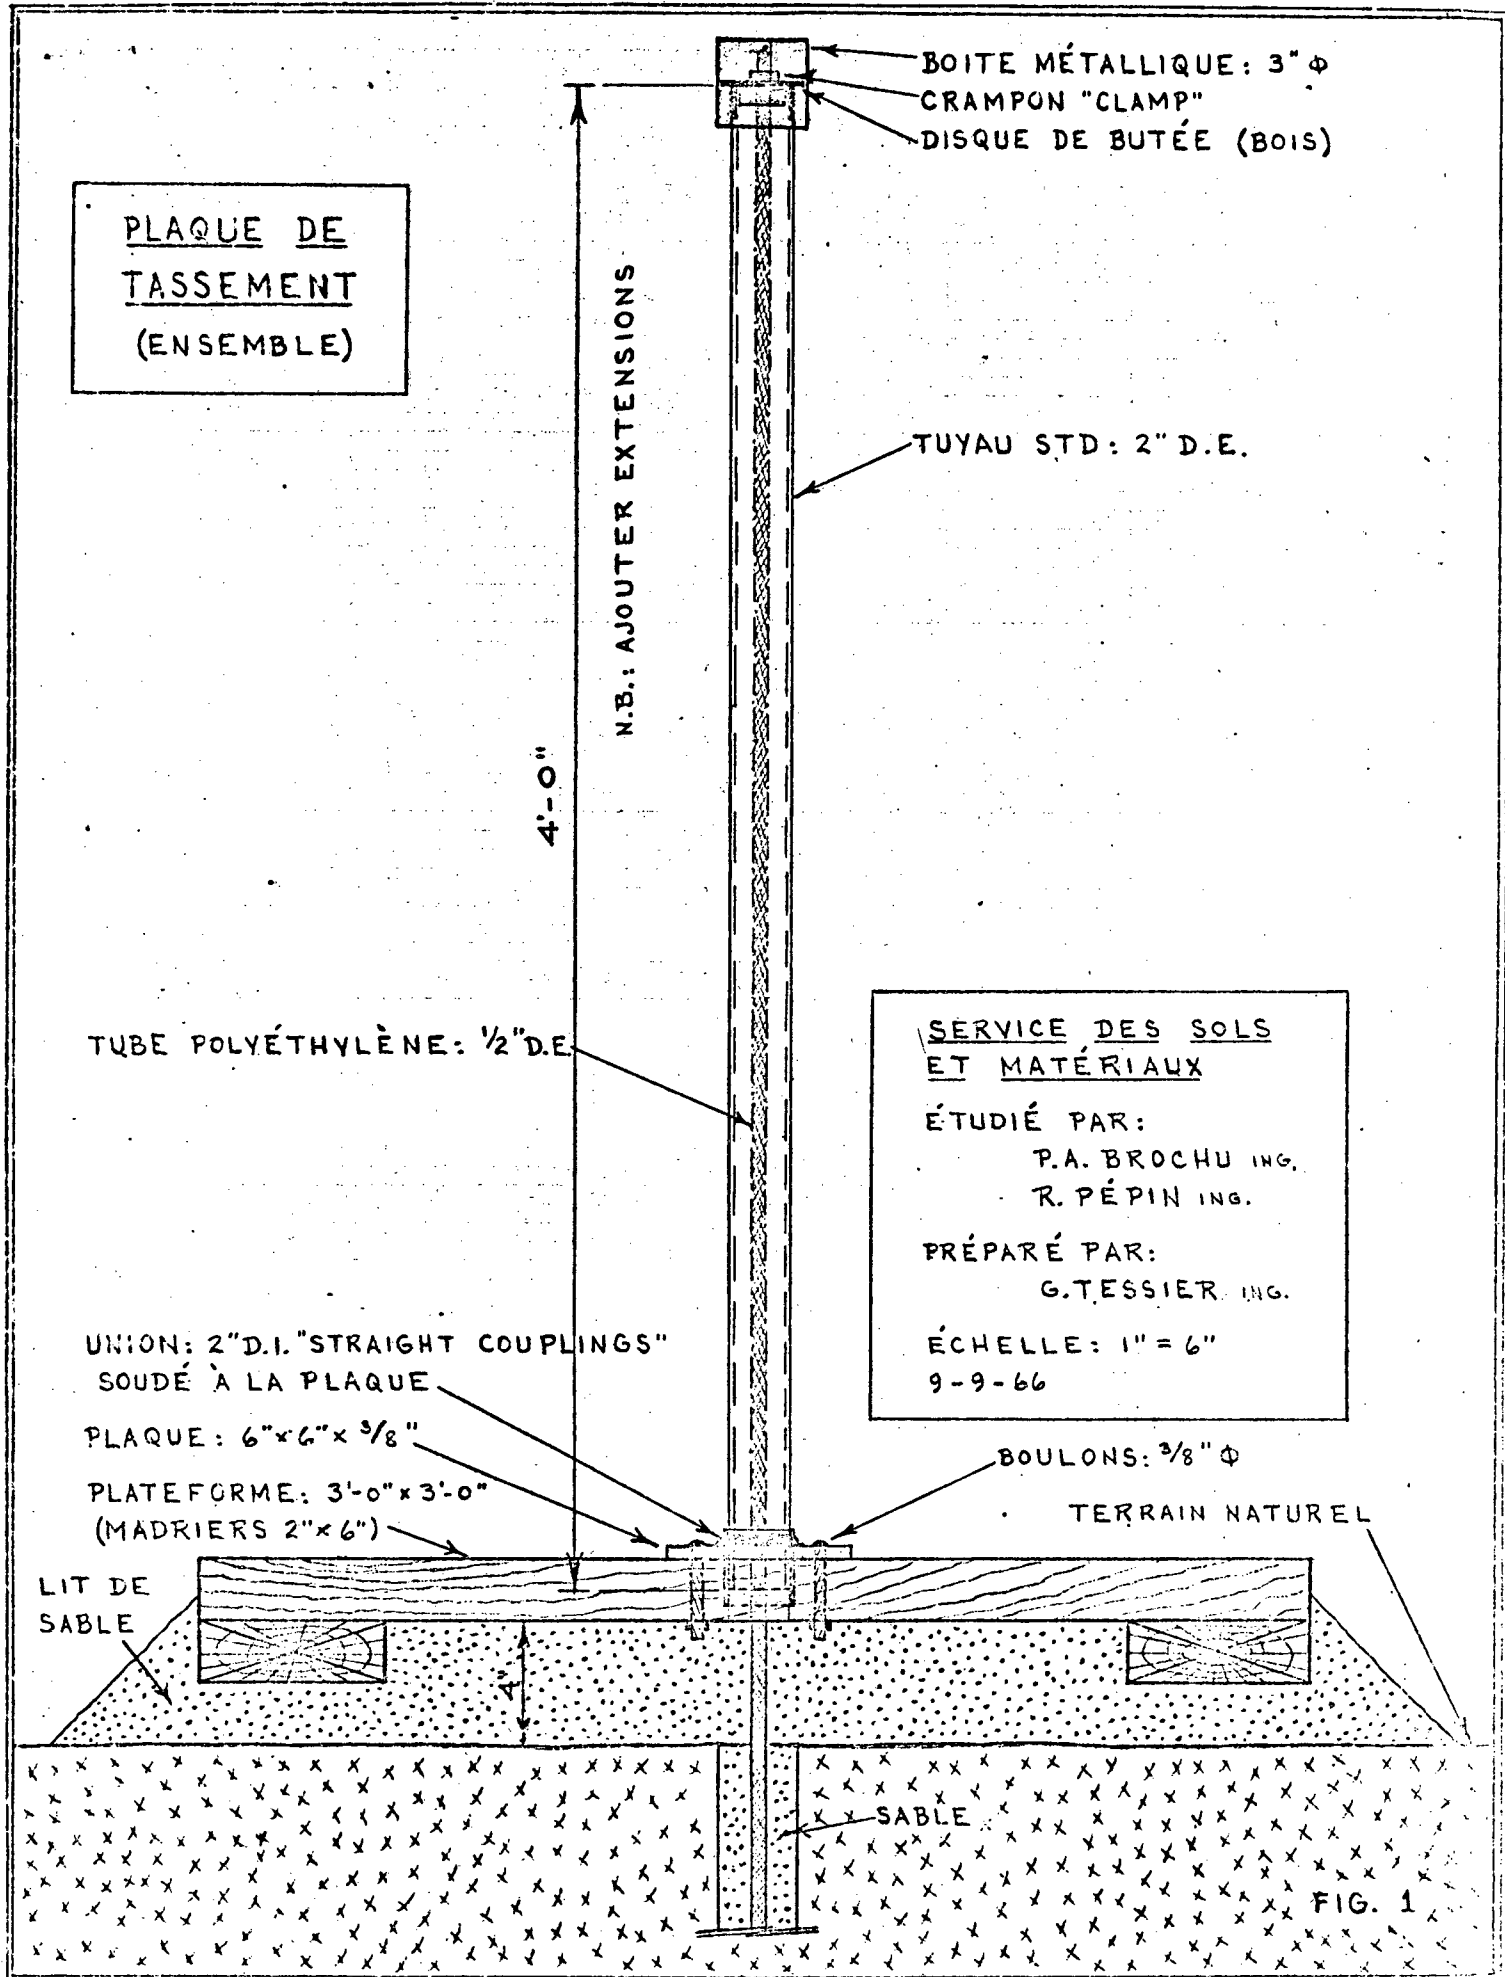 BOITE MÉTALLIQUE: 3" Φ
CRAMPON "CLAMP"
DISQUE DE BUTÉE (BOIS)
PLAQUE DE
TASSEMENT
(ENSEMBLE)
N.B.: AJOUTER EXTENSIONS
4'-0"
TUYAU STD: 2" D.E.
TUBE POLYÉTHYLÈNE: 1/2" D.E.
SERVICE DES SOLS
ET MATÉRIAUX
ÉTUDIÉ PAR:
P.A. BROCHU ING.
R. PÉPIN ING.
PRÉPARÉ PAR:
G. TESSIER ING.
ÉCHELLE: 1" = 6"
9-9-66
UNION: 2" D.I. "STRAIGHT COUPLINGS"
SOUDÉ À LA PLAQUE
PLAQUE: 6" x 6" x 3/8"
PLATEFORME: 3'-0" x 3'-0"
(MADRIERS 2" x 6")
BOULONS: 3/8" Φ
TERRAIN NATUREL
LIT DE
SABLE
4"
SABLE
FIG. 1